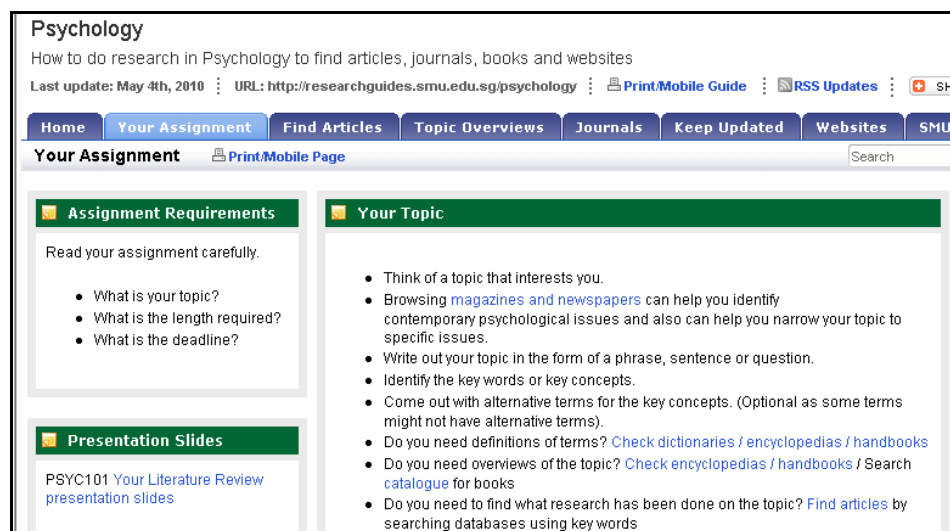 Psychology
How to do research in Psychology to find articles, journals, books and websites
Last update: May 4th, 2010 URL: http://researchguides.smu.edu.sg/psychology Print/Mobile Guide RSS Updates SH
Home Your Assignment Find Articles Topic Overviews Journals Keep Updated Websites SMU
Your Assignment Print/Mobile Page Search
Assignment Requirements
Read your assignment carefully.
• What is your topic?
• What is the length required?
• What is the deadline?
Presentation Slides
PSYC101 Your Literature Review
presentation slides
Your Topic
• Think of a topic that interests you.
• Browsing magazines and newspapers can help you identify
contemporary psychological issues and also can help you narrow your topic to
specific issues.
• Write out your topic in the form of a phrase, sentence or question.
• Identify the key words or key concepts.
• Come out with alternative terms for the key concepts. (Optional as some terms
might not have alternative terms).
• Do you need definitions of terms? Check dictionaries / encyclopedias / handbooks
• Do you need overviews of the topic? Check encyclopedias / handbooks / Search
catalogue for books
• Do you need to find what research has been done on the topic? Find articles by
searching databases using key words